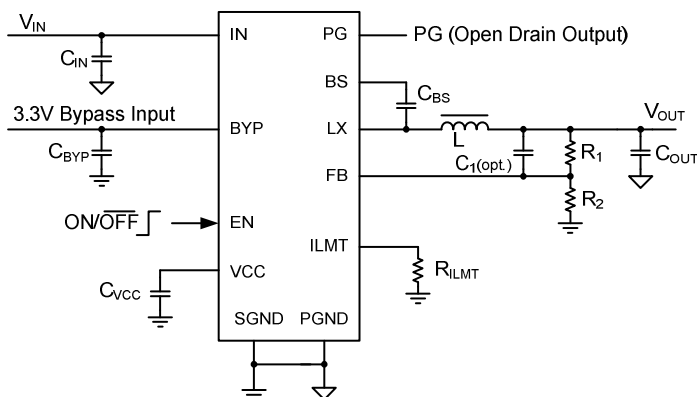 VIN
CIN
3.3V Bypass Input
CBYP
ON/OFF
CVCC
IN
BYP
EN
VCC
SGND
PGND
PG
BS
LX
FB
ILMT
PG (Open Drain Output)
CBS
L
C1(opt.)
R1
R2
VOUT
COUT
RILMT